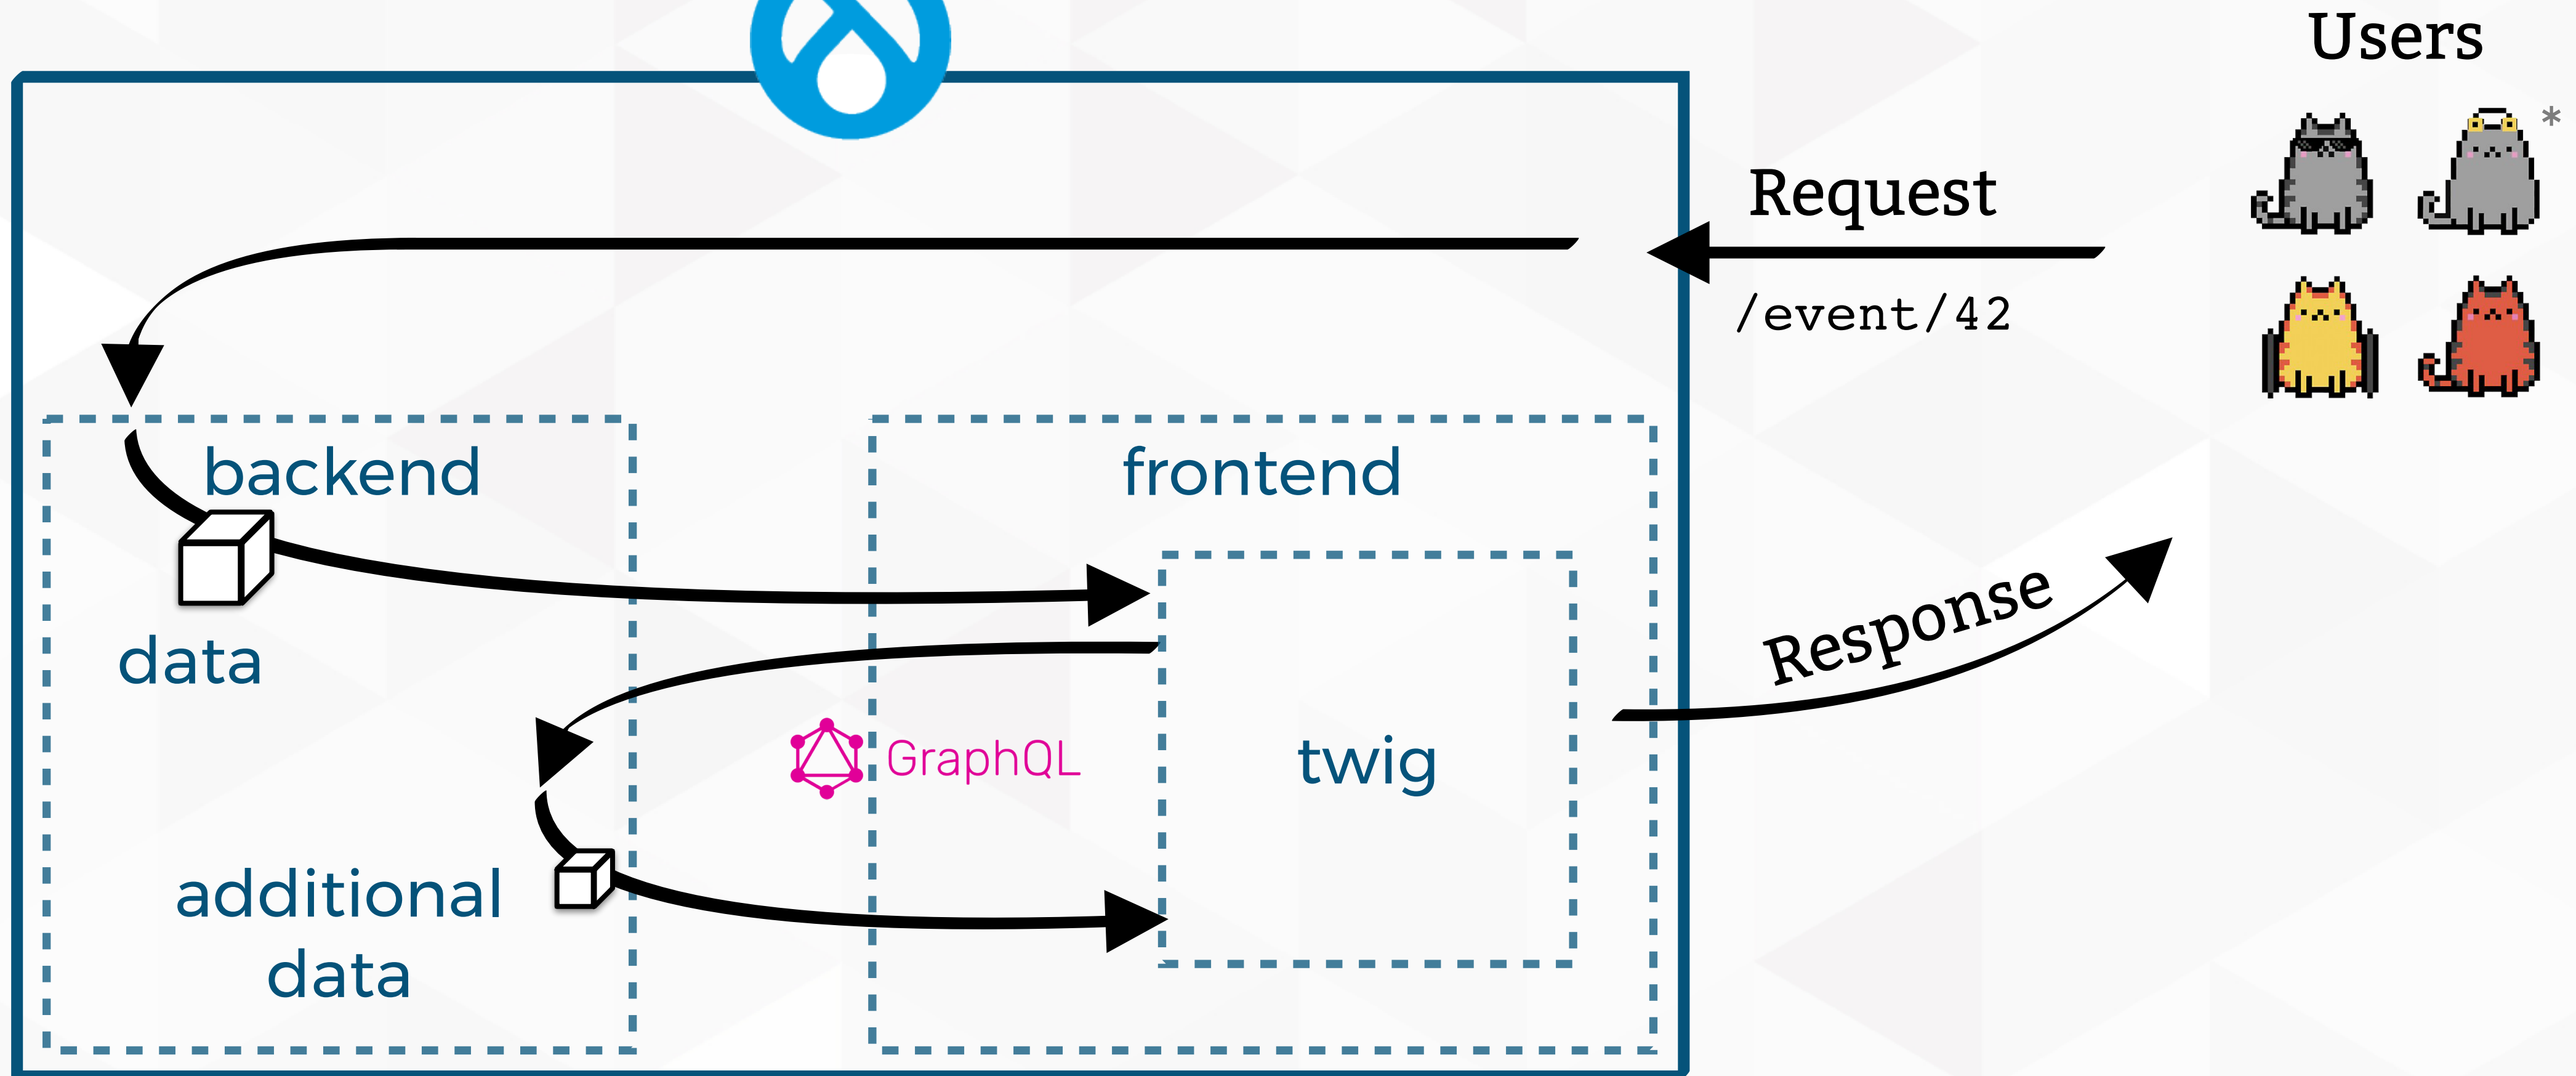 Users
*
Request
/event/42
backend
frontend
data
Response
GraphQL
twig
additional
data